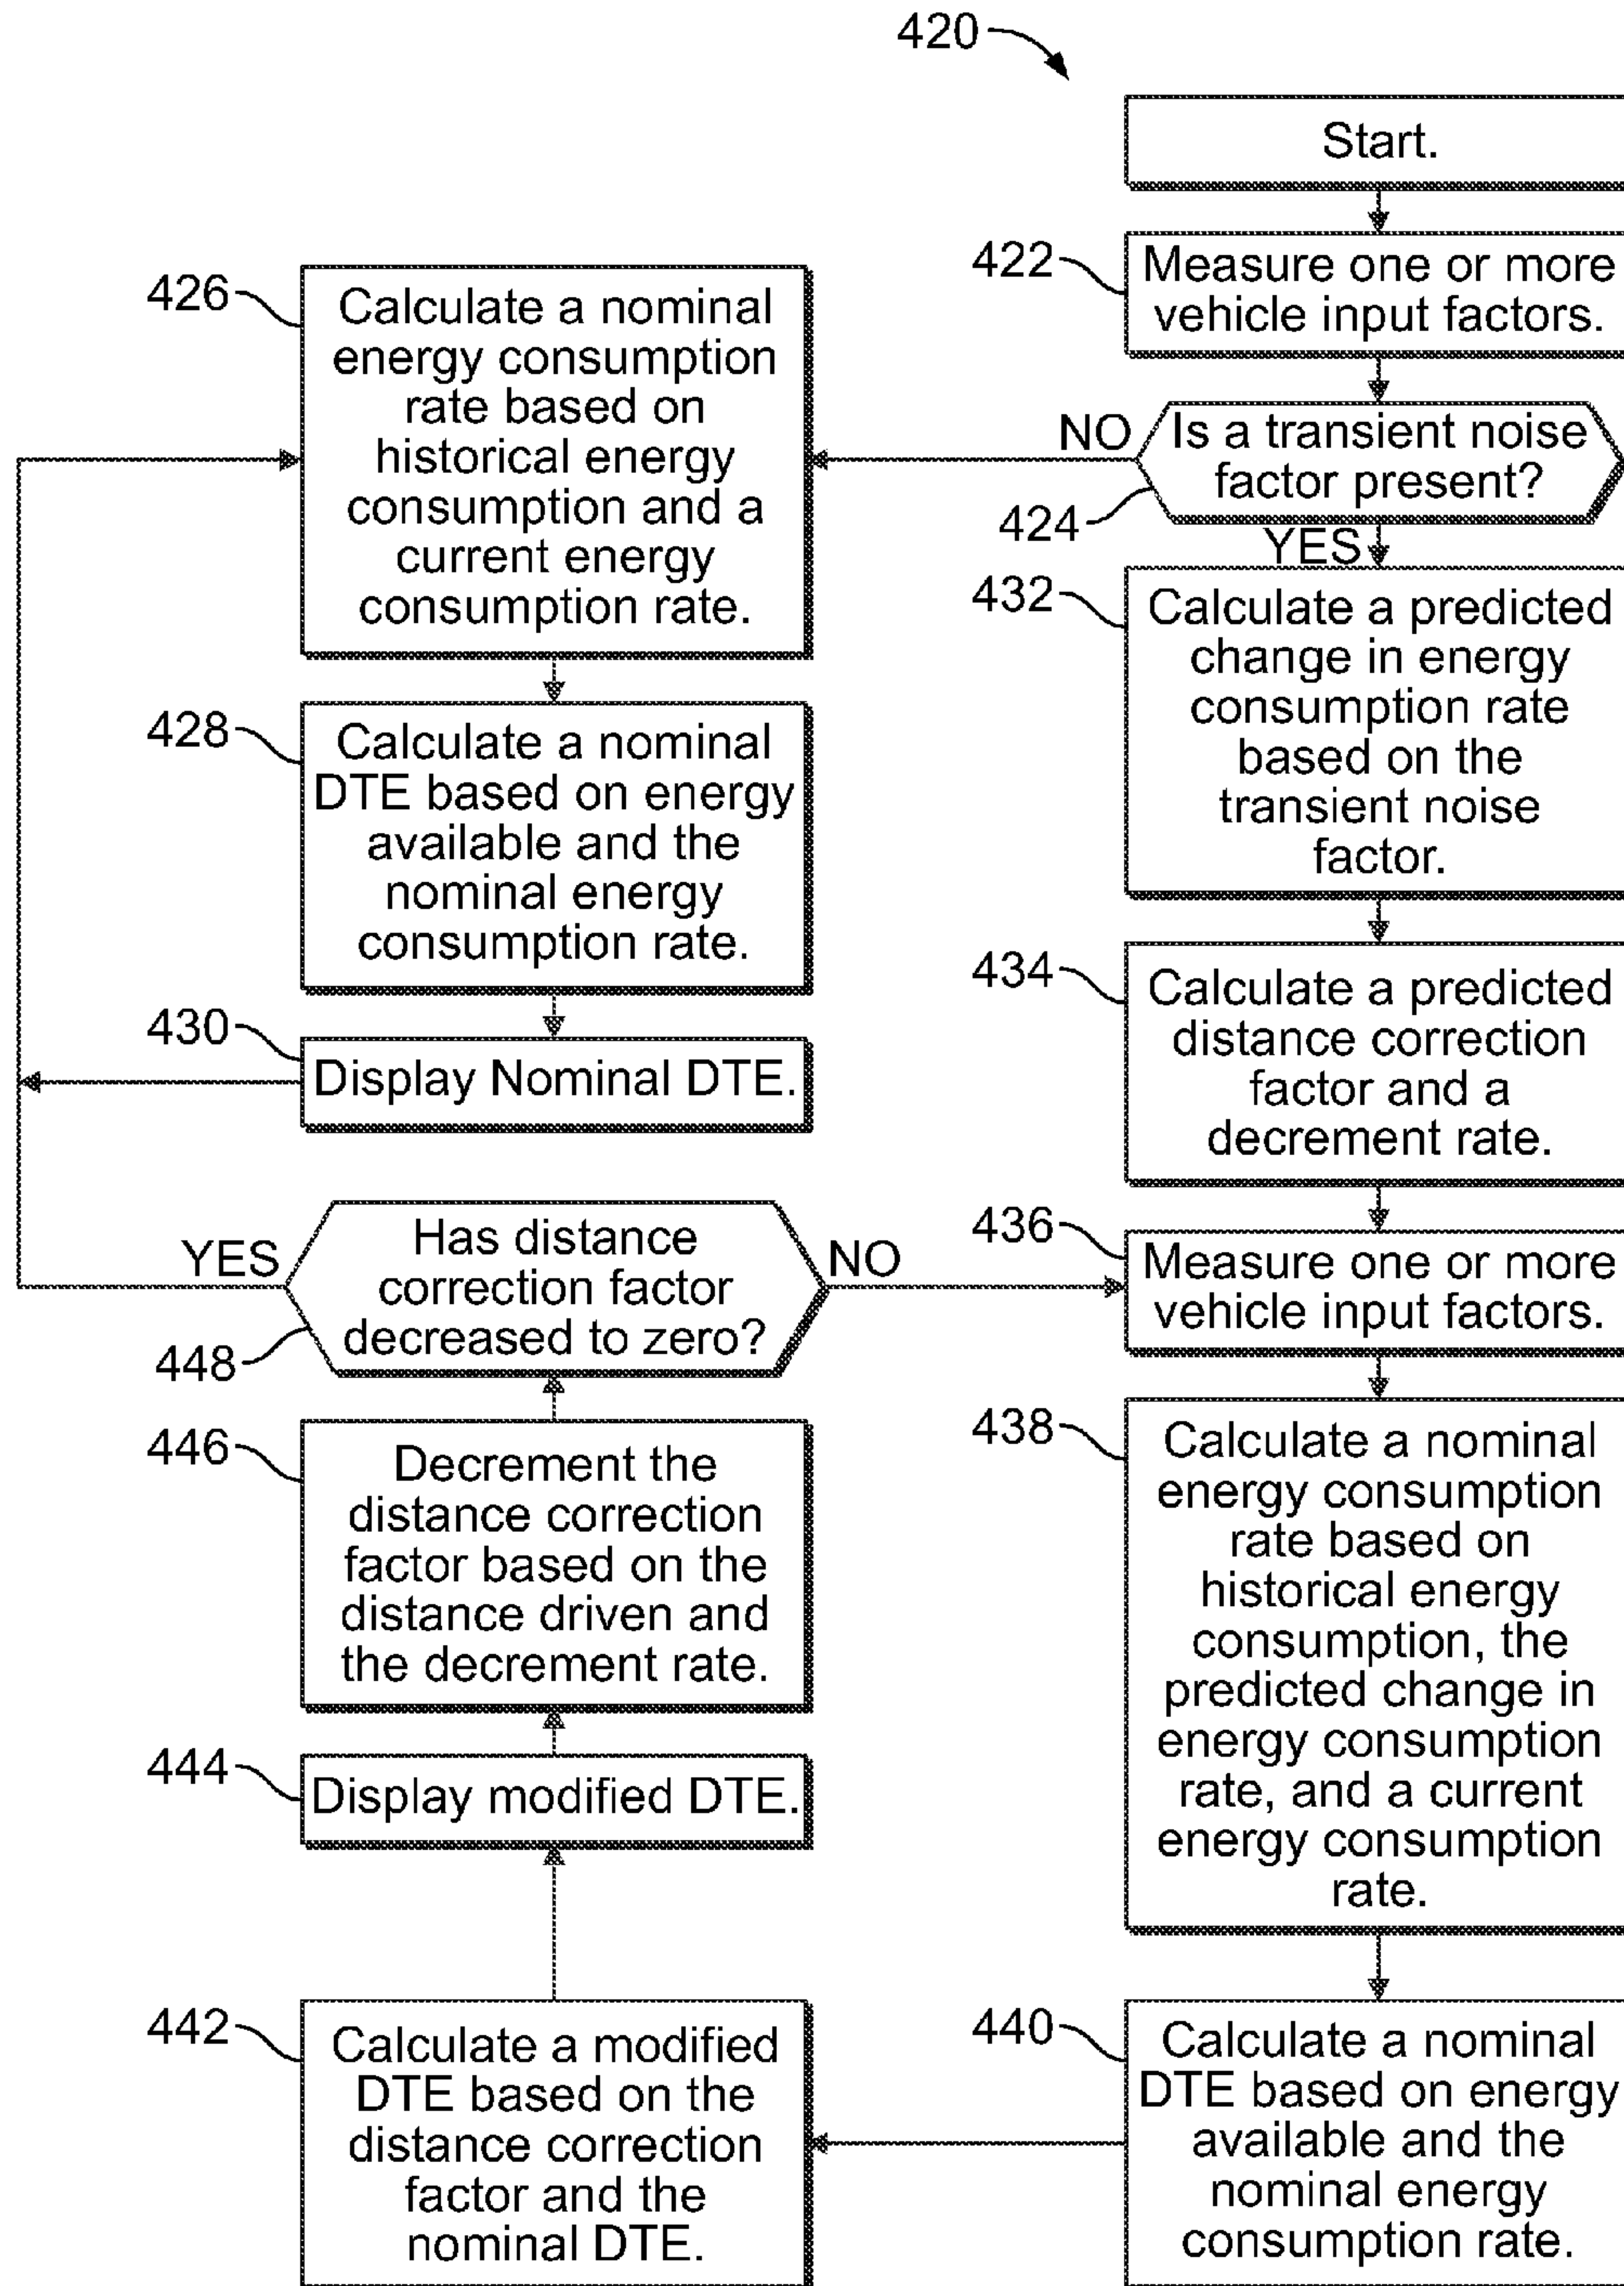 420
Start.
422
Measure one or more
vehicle input factors.
NO
Is a transient noise
factor present?
424
YES
426
Calculate a nominal
energy consumption
rate based on
historical energy
consumption and a
current energy
consumption rate.
428
Calculate a nominal
DTE based on energy
available and the
nominal energy
consumption rate.
430
Display Nominal DTE.
432
Calculate a predicted
change in energy
consumption rate
based on the
transient noise
factor.
434
Calculate a predicted
distance correction
factor and a
decrement rate.
436
Measure one or more
vehicle input factors.
438
Calculate a nominal
energy consumption
rate based on
historical energy
consumption, the
predicted change in
energy consumption
rate, and a current
energy consumption
rate.
440
Calculate a nominal
DTE based on energy
available and the
nominal energy
consumption rate.
442
Calculate a modified
DTE based on the
distance correction
factor and the
nominal DTE.
444
Display modified DTE.
446
Decrement the
distance correction
factor based on the
distance driven and
the decrement rate.
YES
Has distance
correction factor
decreased to zero?
NO
448